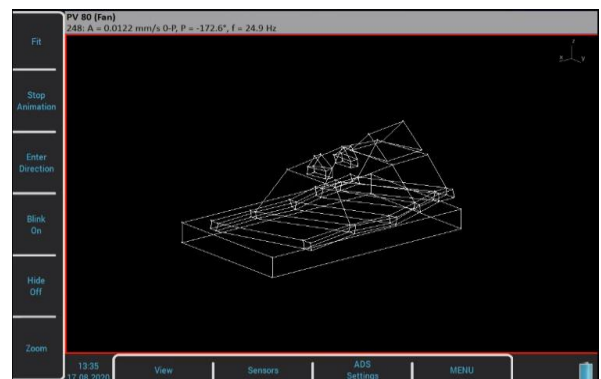 PV 80 (Fan)
248: A = 0.0122 mm/s 0-P, P = -172.6°, f = 24.9 Hz
Fit
Stop
Animation
Enter
Direction
Blink
On
Hide
Off
Zoom
z
x
y
13:35
17.08.2020
View
Sensors
ADS
Settings
MENU